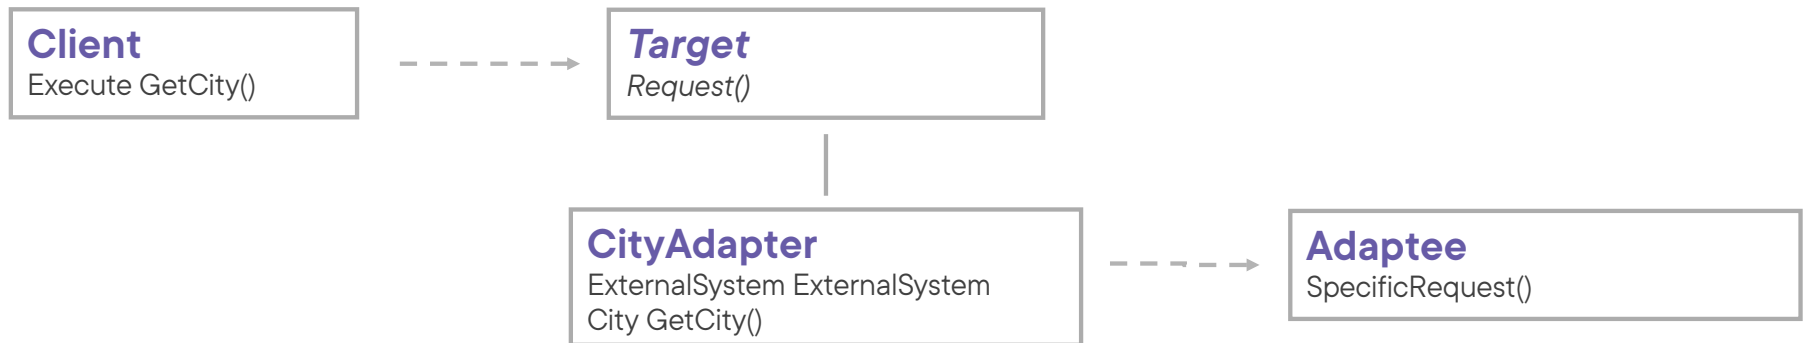 Client
Execute GetCity()
Target
Request()
CityAdapter
ExternalSystem ExternalSystem
City GetCity()
Adaptee
SpecificRequest()